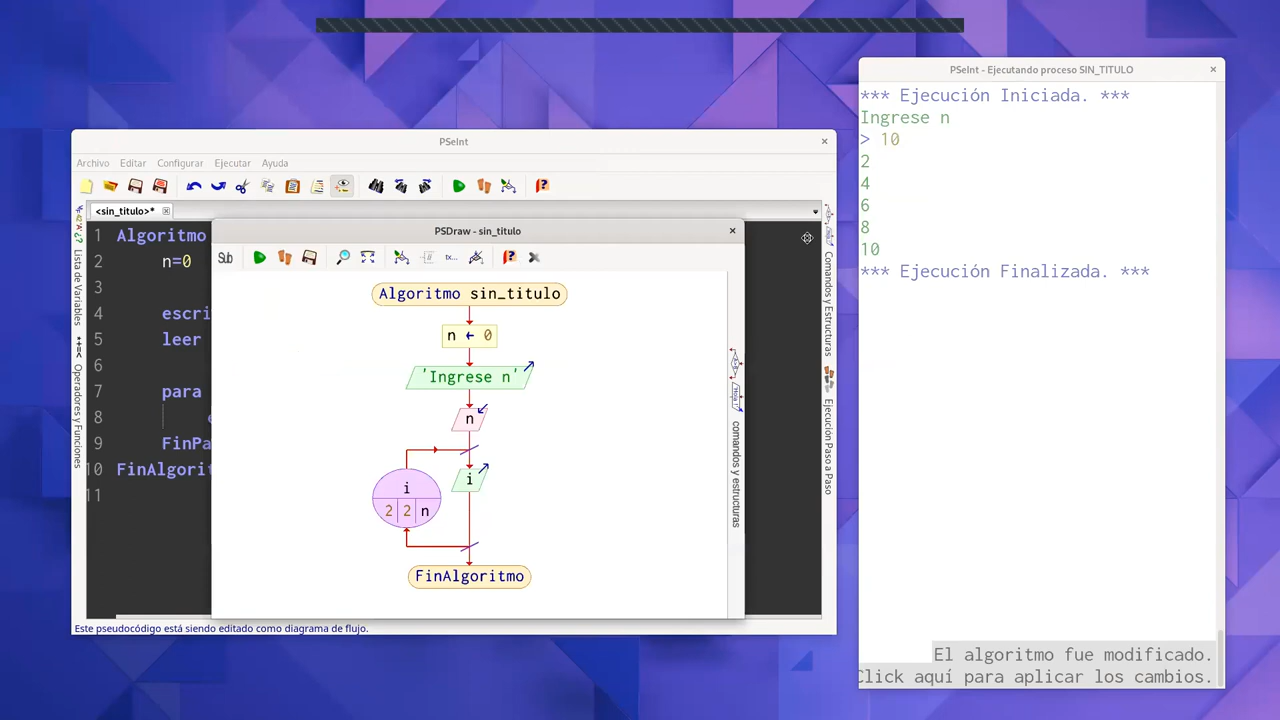 PSeInt
Archivo Editar Configurar Ejecutar Ayuda
<sin_titulo>*
Lista de Variables
Operadores y Funciones
1 Algoritmo
2 n=0
3
4 escri
5 leer
6
7 para
8
9 FinPa
10 FinAlgorit
11
Comandos y Estructuras
Ejecución Paso a Paso
Este pseudocódigo está siendo editado como diagrama de flujo.
PSDraw - sin_titulo
Sub
Algoritmo sin_titulo
n ← 0
'Ingrese n'
n
i
i
2 2 n
FinAlgoritmo
comandos y estructuras
PSeInt - Ejecutando proceso SIN_TITULO
*** Ejecución Iniciada. ***
Ingrese n
> 10
2
4
6
8
10
*** Ejecución Finalizada. ***
El algoritmo fue modificado.
Click aquí para aplicar los cambios.